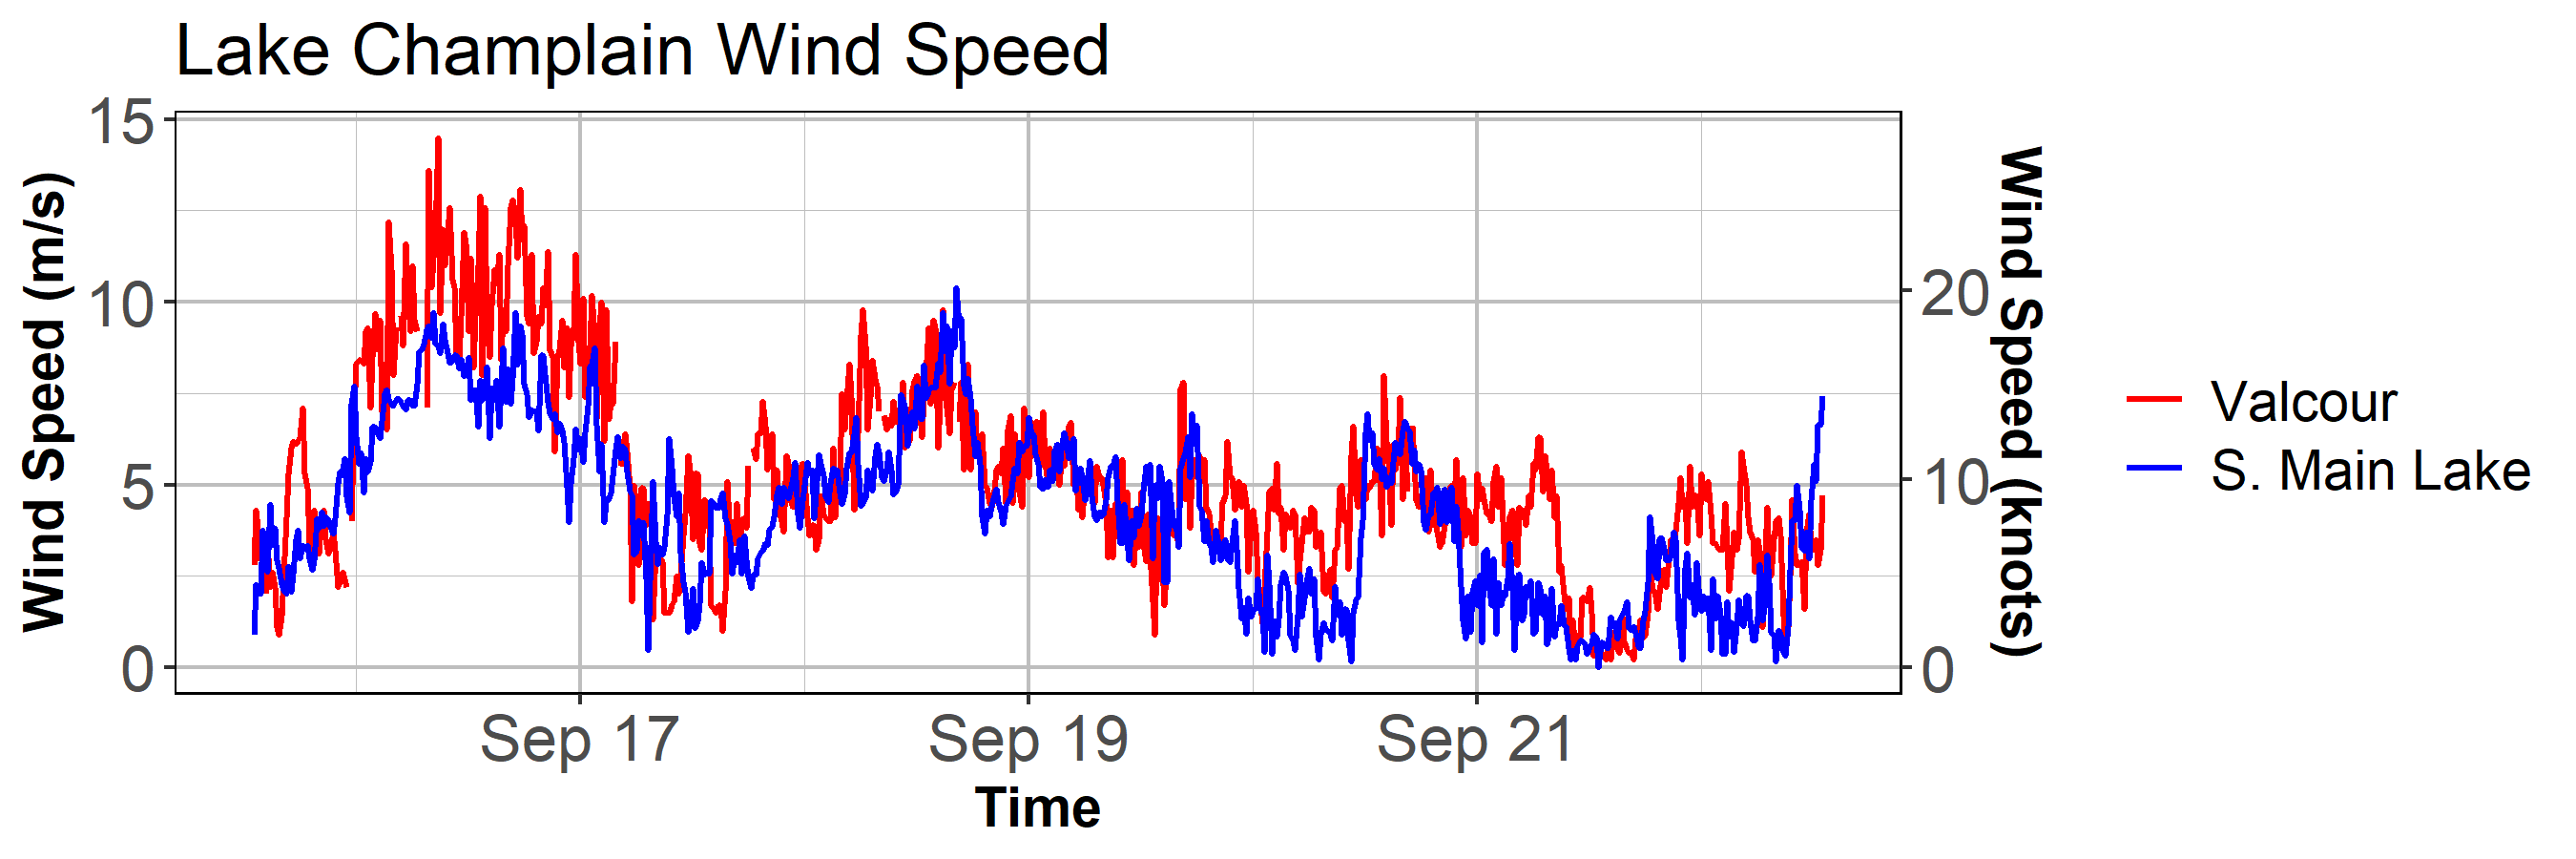 Lake Champlain Wind Speed
Wind Speed (m/s)
15
10
5
0
Sep 17
Sep 19
Sep 21
Time
20
10
0
Wind Speed (knots)
Valcour
S. Main Lake